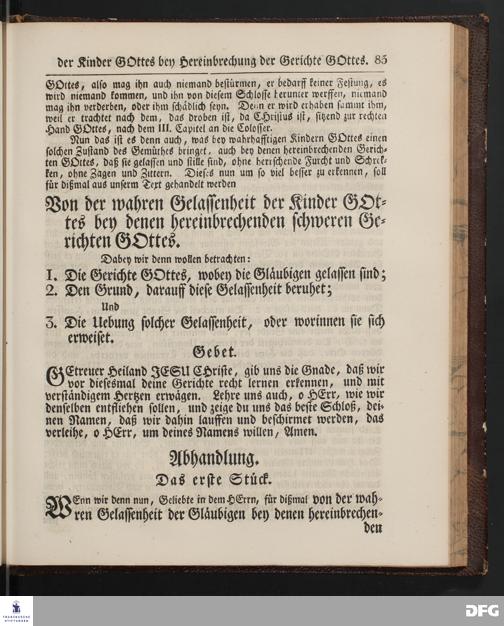 der Kinder GOttes bey Hereinbrechung der Gerichte GOttes. 85
GOttes, also mag ihn auch niemand bestürmen, er bedarff keiner Festung, es
wird niemand kommen, und ihn von diesem Schlosse herunter werffen, niemand
mag ihn verderben, oder ihm schädlich seyn. Denn er wird erhaben sammt ihm,
weil er trachtet nach dem, das droben ist, da CHristus ist, sitzend zur rechten
Hand GOttes, nach dem III. Capitel an die Colosser.
Nun das ist es denn auch, was bey wahrhafftigen Kindern GOttes einen
solchen Zustand des Gemüthes bringet, auch bey denen hereinbrechenden Gerich-
ten GOttes, daß sie gelassen und stille sind, ohne herrschende Furcht und Schrek-
ken, ohne Zagen und Zittern. Dieses nun um so viel besser zu erkennen, soll
für dißmal aus unserm Text gehandelt werden
Von der wahren Gelassenheit der Kinder GOt-
tes bey denen hereinbrechenden schweren Ge-
richten GOttes.
Dabey wir denn wollen betrachten:
1. Die Gerichte GOttes, wobey die Gläubigen gelassen sind;
2. Den Grund, darauff diese Gelassenheit beruhet;
Und
3. Die Uebung solcher Gelassenheit, oder worinnen sie sich
erweiset.
Gebet.
GEtreuer Heiland JESU CHriste, gib uns die Gnade, daß wir
vor diesesmal deine Gerichte recht lernen erkennen, und mit
verständigem Hertzen erwägen. Lehre uns auch, o HErr, wie wir
denselben entfliehen sollen, und zeige du uns das beste Schloß, dei-
nen Namen, daß wir dahin lauffen und beschirmet werden, das
verleihe, o HErr, um deines Namens willen, Amen.
Abhandlung.
Das erste Stück.
WEnn wir denn nun, Geliebte in dem HErrn, für dißmal von der wah-
ren Gelassenheit der Gläubigen bey denen hereinbrechen-
den
FRANCKESCHE
STIFTUNGEN
DFG